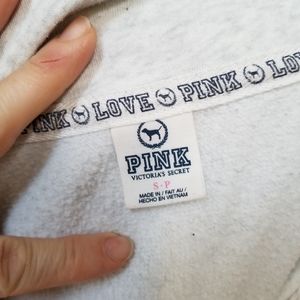 PINK LOVE PINK LOVE
PINK
VICTORIA'S SECRET
S·P
MADE IN / FAIT AU /
HECHO EN VIETNAM